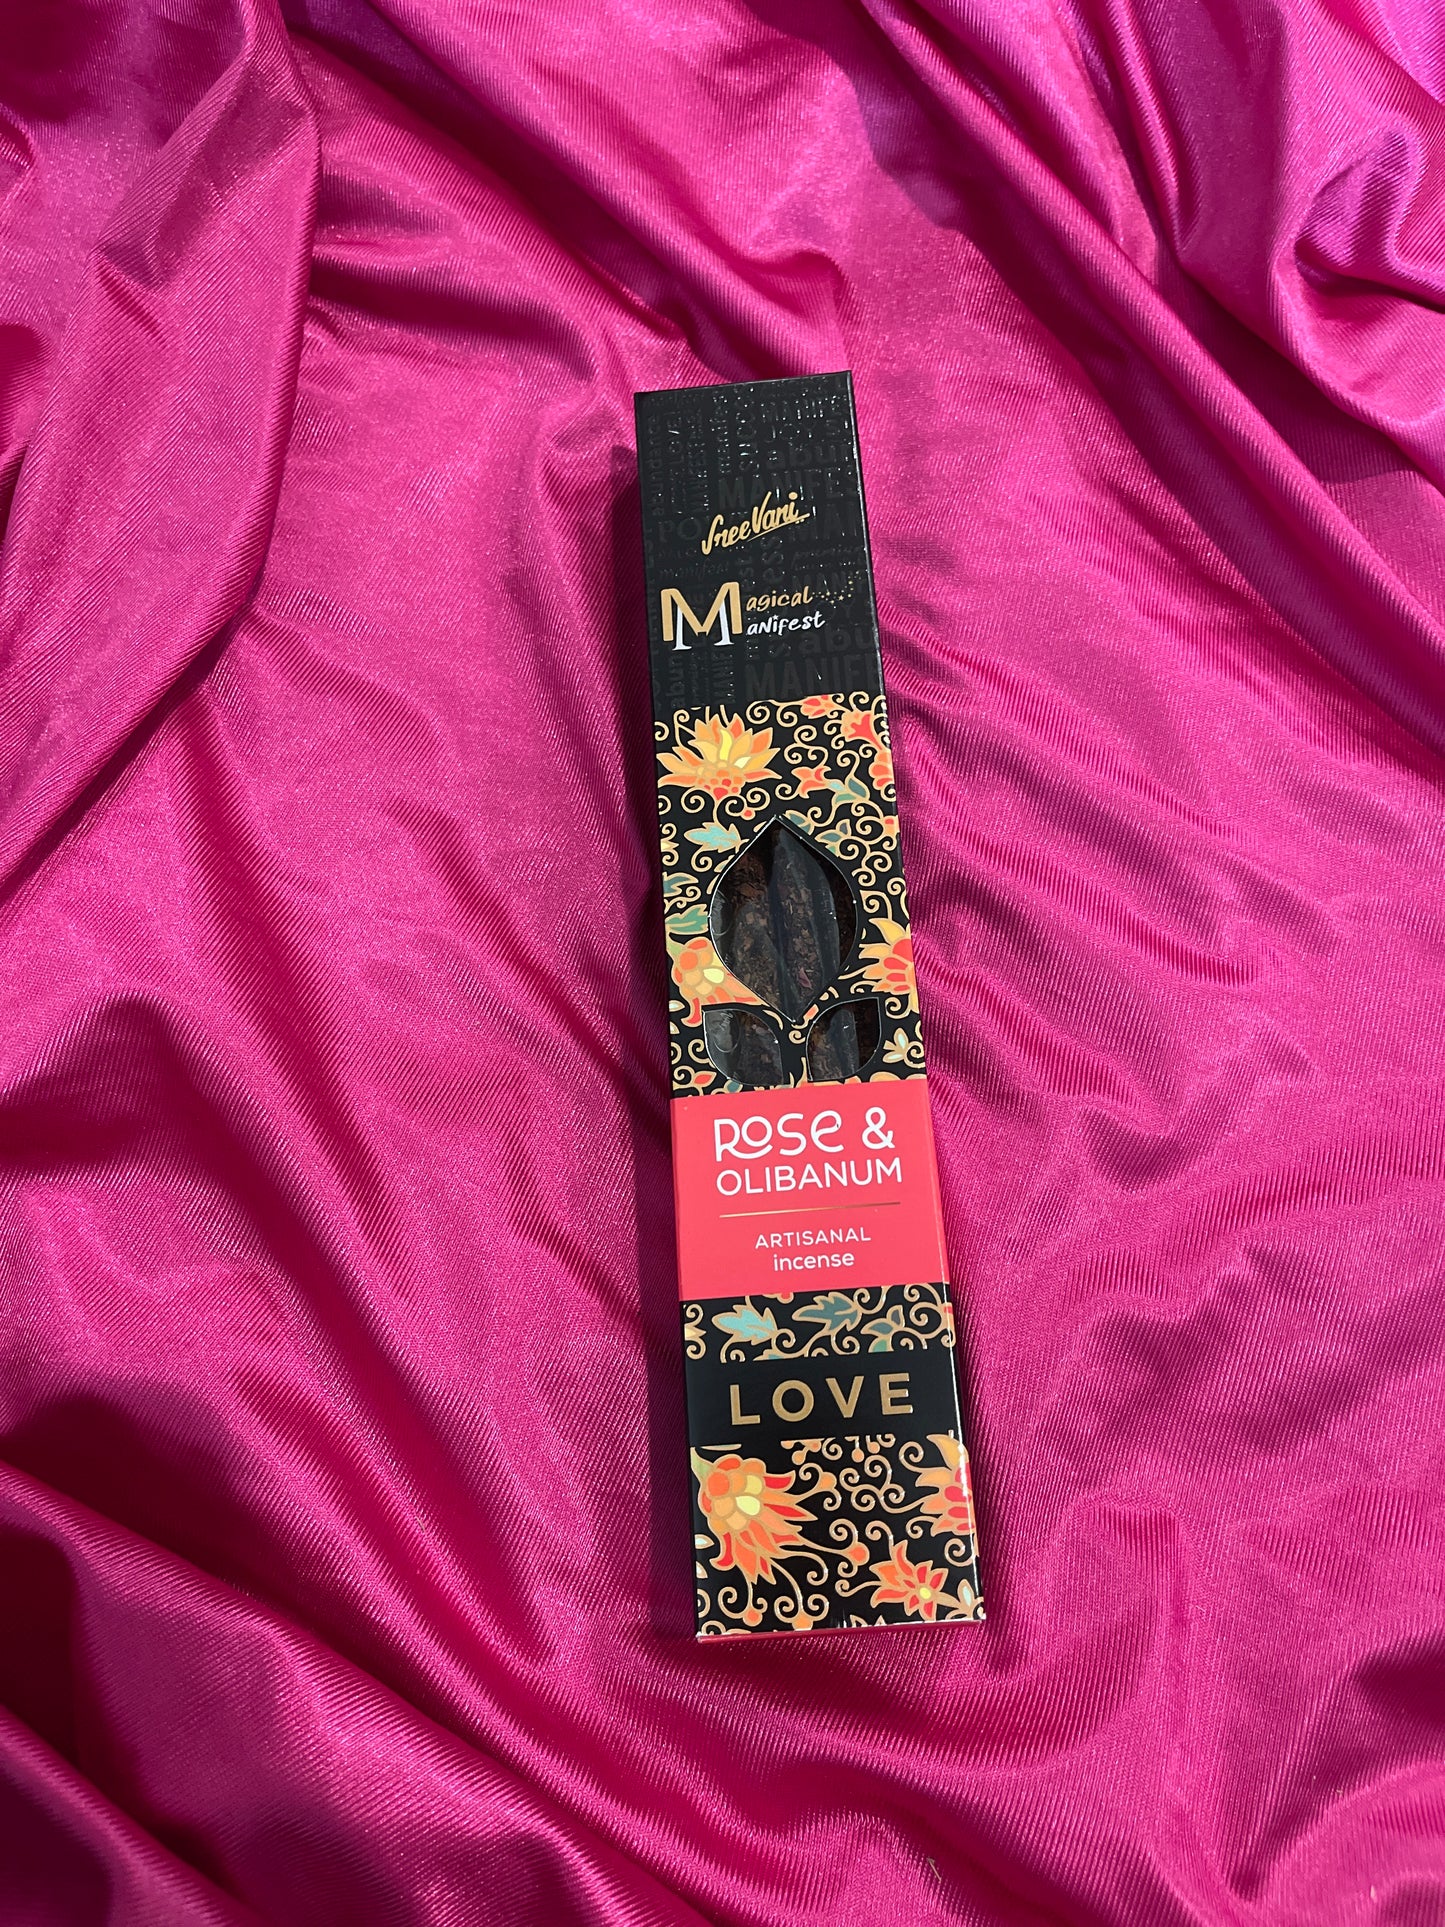 SreeVani
Magical
Manifest
ROSe &
OLIBANUM
ARTISANAL
incense
LOVE